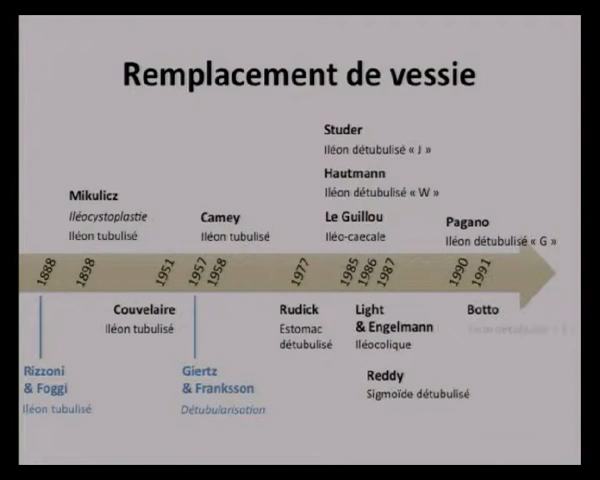 Remplacement de vessie
Studer
Iléon détubulisé « J »
Hautmann
Iléon détubulisé « W »
Mikulicz
Iléocystoplastie
Iléon tubulisé
Camey
Iléon tubulisé
Le Guillou
Iléo-caecale
Pagano
Iléon détubulisé « G »
1888 1898 1951 1957 1958 1977 1985 1986 1987 1990 1991
Couvelaire
Iléon tubulisé
Rudick
Estomac
détubulisé
Light
& Engelmann
Iléocolique
Botto
Rizzoni
& Foggi
Iléon tubulisé
Giertz
& Franksson
Détubularisation
Reddy
Sigmoïde détubulisé